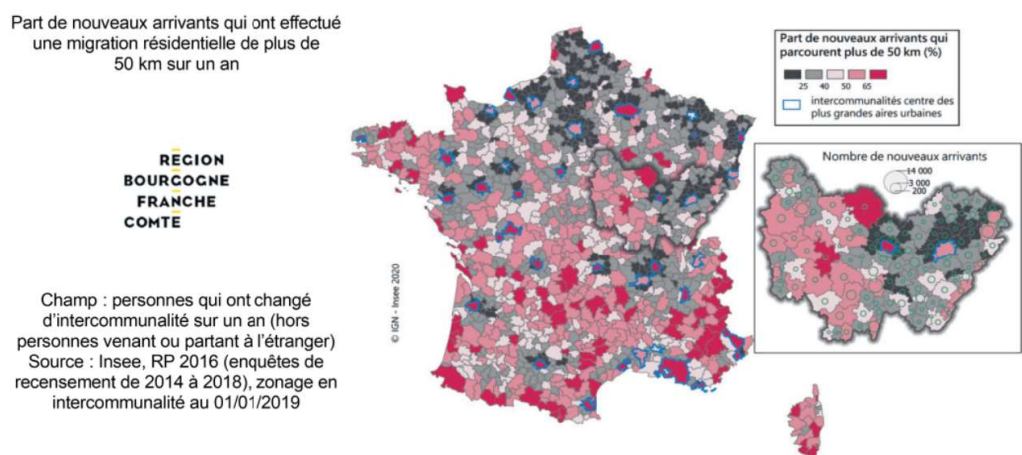 Part de nouveaux arrivants qui ont effectué
une migration résidentielle de plus de
50 km sur un an
RÉGION
BOURGOGNE
FRANCHE
COMTÉ
Champ : personnes qui ont changé
d'intercommunalité sur un an (hors
personnes venant ou partant à l'étranger)
Source : Insee, RP 2016 (enquêtes de
recensement de 2014 à 2018), zonage en
intercommunalité au 01/01/2019
© IGN - Insee 2020
Part de nouveaux arrivants qui
parcourent plus de 50 km (%)
25 40 50 65
intercommunalités centre des
plus grandes aires urbaines
Nombre de nouveaux arrivants
14 000
3 000
200